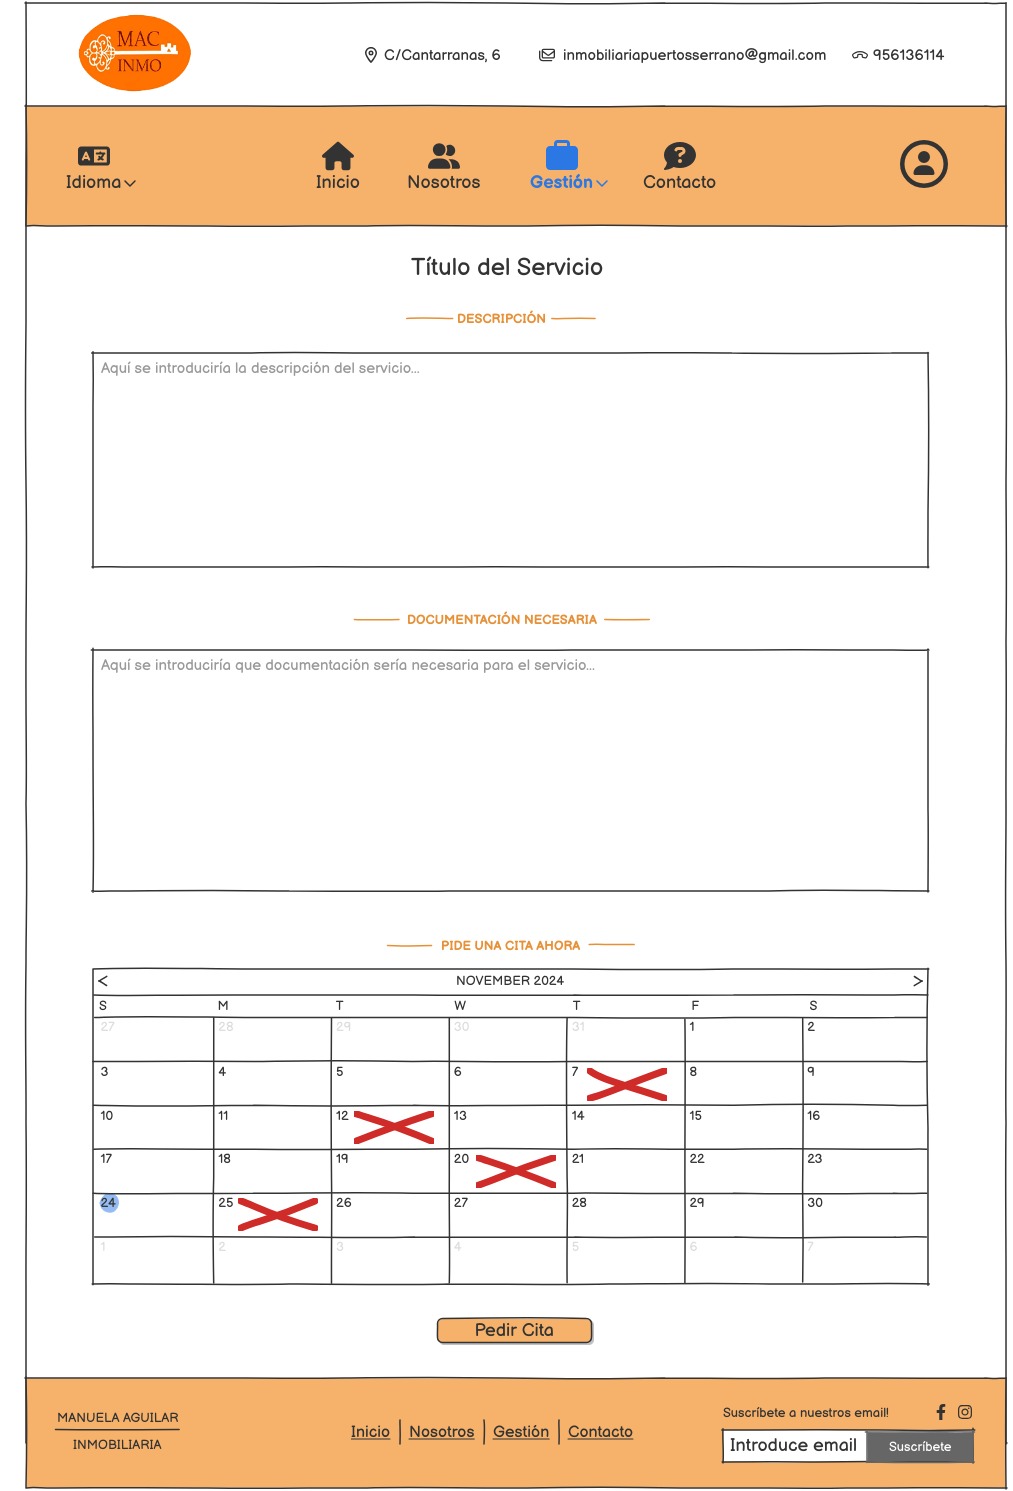 MAC
INMO
C/Cantarranas, 6 inmobiliariapuertosserrano@gmail.com 956136114
A
Idioma Inicio Nosotros Gestión Contacto
Título del Servicio
DESCRIPCIÓN
Aquí se introduciría la descripción del servicio...
DOCUMENTACIÓN NECESARIA
Aquí se introduciría que documentación sería necesaria para el servicio...
PIDE UNA CITA AHORA
< NOVEMBER 2024 >
S M T W T F S
27 28 29 30 31 1 2
3 4 5 6 7 8 9
10 11 12 13 14 15 16
17 18 19 20 21 22 23
24 25 26 27 28 29 30
1 2 3 4 5 6 7
Pedir Cita
MANUELA AGUILAR
INMOBILIARIA
Inicio Nosotros Gestión Contacto
Suscríbete a nuestros email!
Introduce email Suscríbete